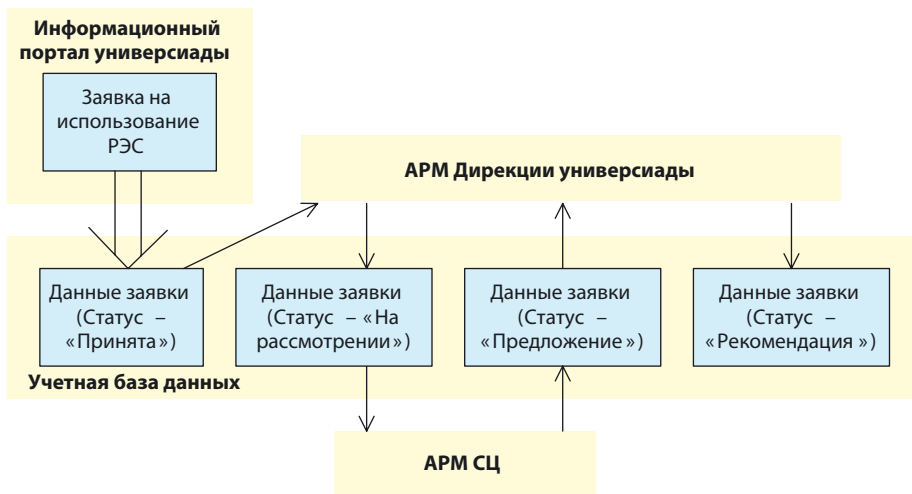 Информационный
портал универсиады
Заявка на
использование
РЭС
АРМ Дирекции универсиады
Данные заявки
(Статус –
«Принята»)
Данные заявки
(Статус – «На
рассмотрении»)
Данные заявки
(Статус –
«Предложение»)
Данные заявки
(Статус –
«Рекомендация»)
Учетная база данных
АРМ СЦ